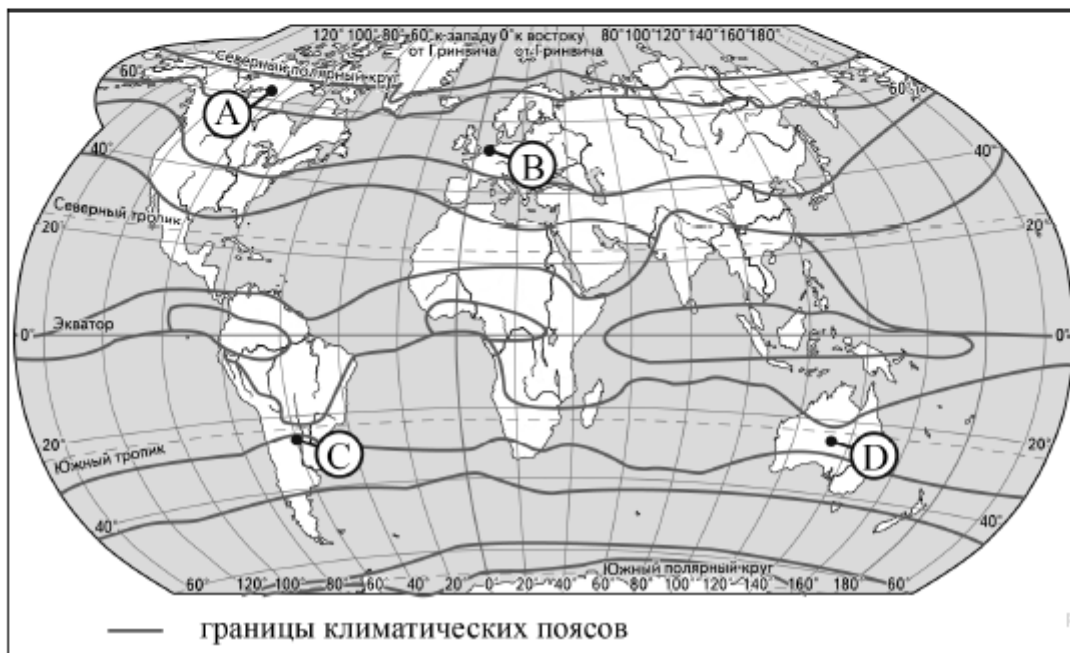 120° 100° 80° 60° к западу 0° к востоку 80° 100° 120° 140° 160° 180°
от Гринвича от Гринвича
Северный полярный круг
60°
60°
A
B
40°
40°
Северный тропик
20°
20°
Экватор
0°
0°
C
D
20°
20°
Южный тропик
40°
40°
Южный полярный круг
60° 120° 100° 80° 60° 40° 20° 0° 20° 40° 60° 80° 100° 120° 140° 160° 180° 60°
границы климатических поясов